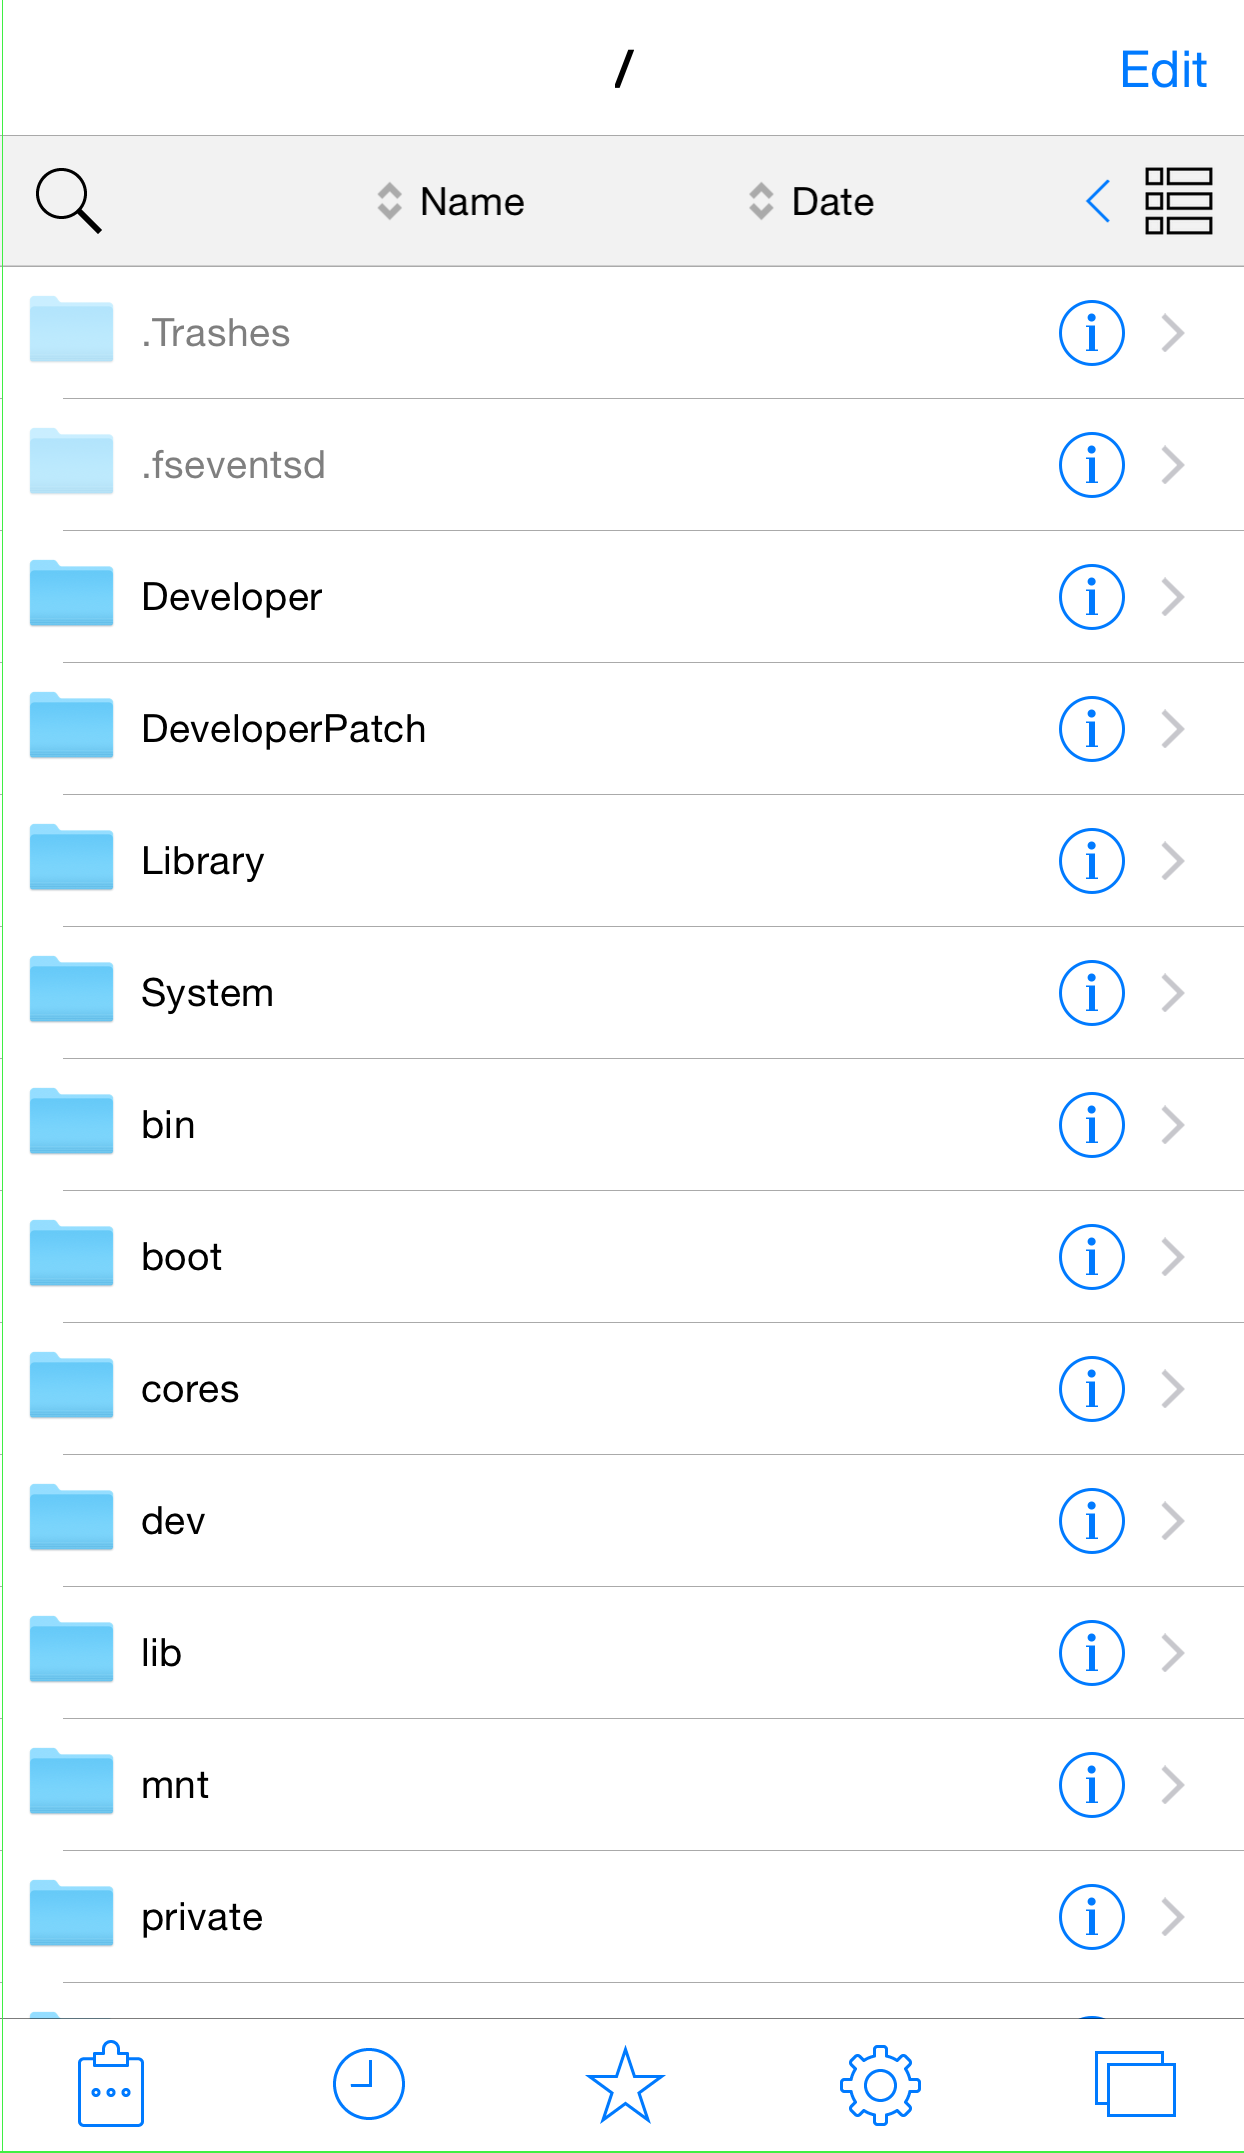 /
Edit
Name
Date
.Trashes
.fseventsd
Developer
DeveloperPatch
Library
System
bin
boot
cores
dev
lib
mnt
private